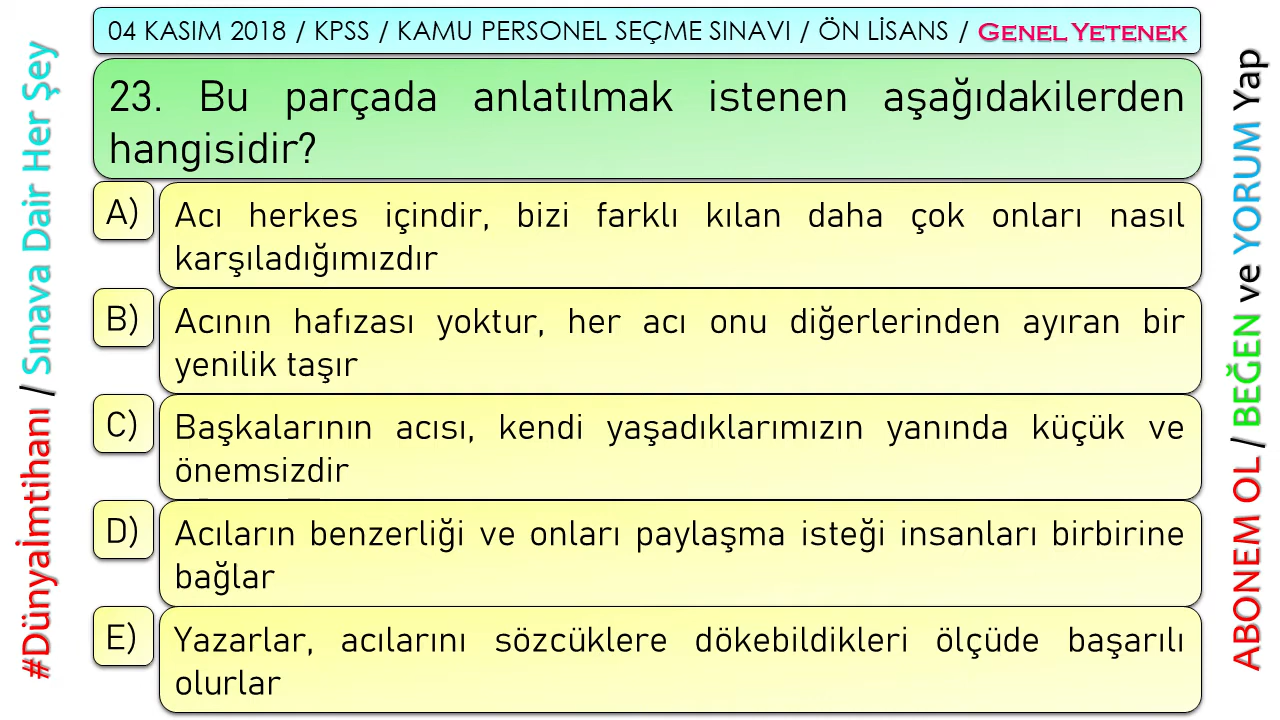 04 KASIM 2018 / KPSS / KAMU PERSONEL SEÇME SINAVI / ÖN LİSANS / GENEL YETENEK
23. Bu parçada anlatılmak istenen aşağıdakilerden
hangisidir?
A) Acı herkes içindir, bizi farklı kılan daha çok onları nasıl
karşıladığımızdır
B) Acının hafızası yoktur, her acı onu diğerlerinden ayıran bir
yenilik taşır
C) Başkalarının acısı, kendi yaşadıklarımızın yanında küçük ve
önemsizdir
D) Acıların benzerliği ve onları paylaşma isteği insanları birbirine
bağlar
E) Yazarlar, acılarını sözcüklere dökebildikleri ölçüde başarılı
olurlar
#Dünyaimtihanı / Sınava Dair Her Şey
ABONEM OL / BEĞEN ve YORUM Yap